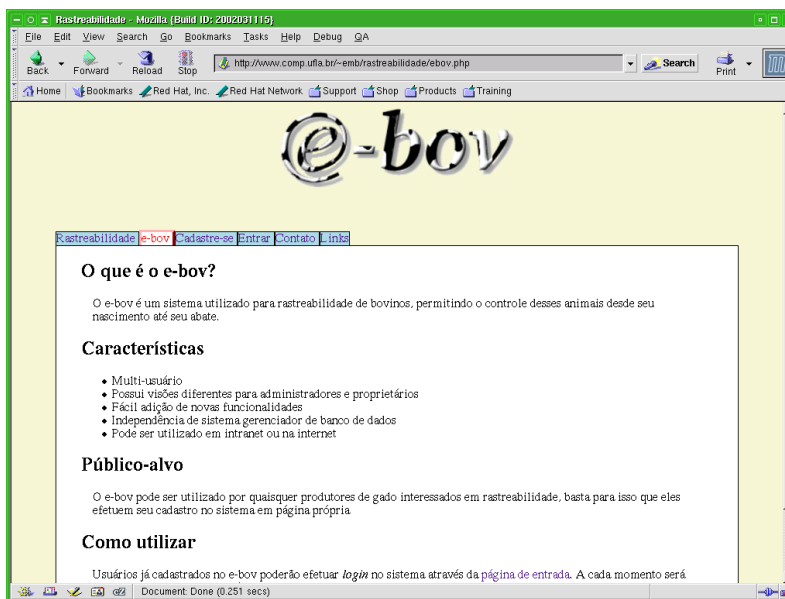 Rastreabilidade - Mozilla {Build ID: 2002031115}
File Edit View Search Go Bookmarks Tasks Help Debug QA
Back Forward Reload Stop http://www.comp.ufla.br/~emb/rastreabilidade/ebov.php Search Print
Home Bookmarks Red Hat, Inc. Red Hat Network Support Shop Products Training
e-bov
Rastreabilidade e-bov Cadastre-se Entrar Contato Links
O que é o e-bov?
O e-bov é um sistema utilizado para rastreabilidade de bovinos, permitindo o controle desses animais desde seu
nascimento até seu abate.
Características
• Multi-usuário
• Possui visões diferentes para administradores e proprietários
• Fácil adição de novas funcionalidades
• Independência de sistema gerenciador de banco de dados
• Pode ser utilizado em intranet ou na internet
Público-alvo
O e-bov pode ser utilizado por quaisquer produtores de gado interessados em rastreabilidade, basta para isso que eles
efetuem seu cadastro no sistema em página própria
Como utilizar
Usuários já cadastrados no e-bov poderão efetuar login no sistema através da página de entrada. A cada momento será
Document: Done (0.251 secs)